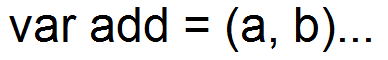 var add = (a, b)...